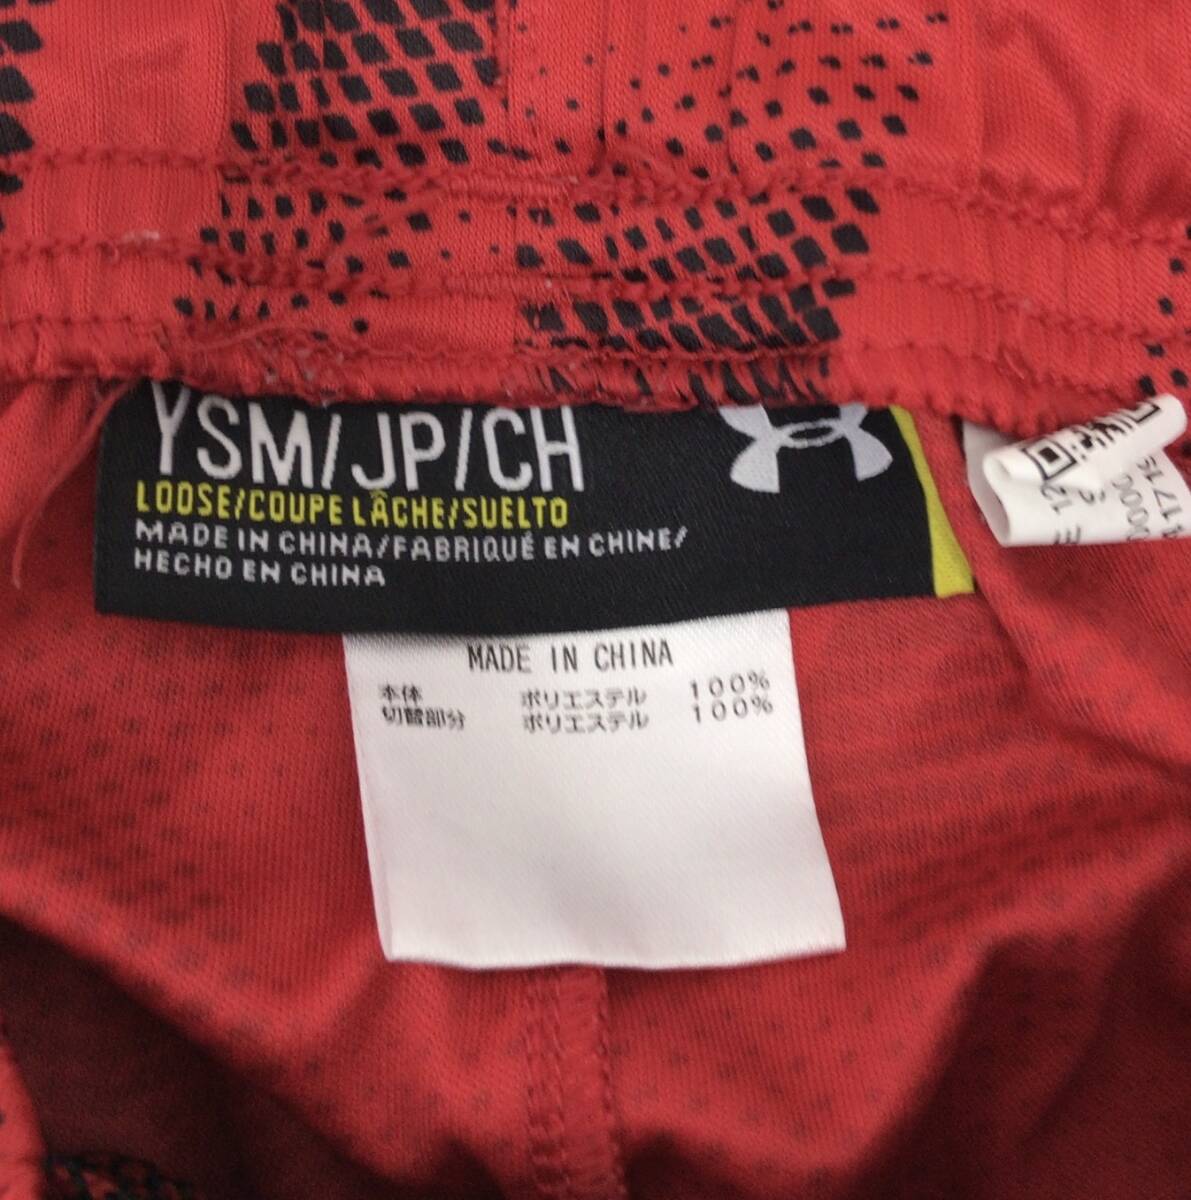 YSM/JP/CH
LOOSE/COUPE LÂCHE/SUELTO
MADE IN CHINA/FABRIQUÉ EN CHINE/
HECHO EN CHINA
MADE IN CHINA
本体 ポリエステル 100%
切替部分 ポリエステル 100%